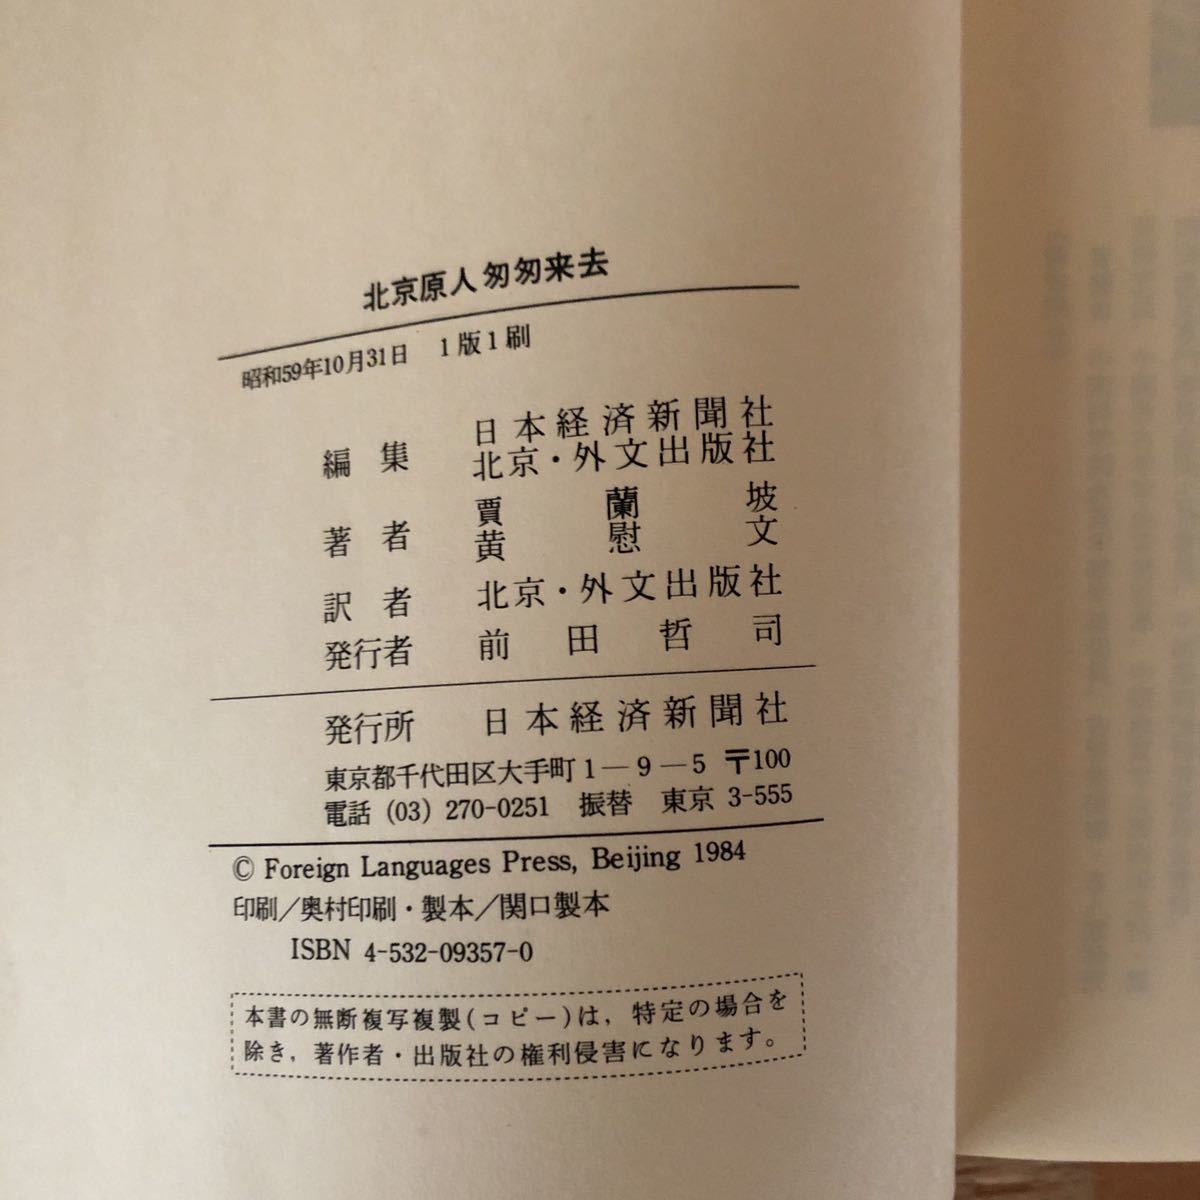 北京原人匆匆来去
昭和59年10月31日 1版1刷
編集 日本経済新聞社
北京・外文出版社
著者 賈蘭坡
黄慰文
訳者 北京・外文出版社
発行者 前田哲司
発行所 日本経済新聞社
東京都千代田区大手町1―9―5 〒100
電話 (03) 270-0251 振替 東京 3-555
© Foreign Languages Press, Beijing 1984
印刷/奥村印刷・製本/関口製本
ISBN 4-532-09357-0
本書の無断複写複製(コピー)は, 特定の場合を
除き, 著作者・出版社の権利侵害になります。